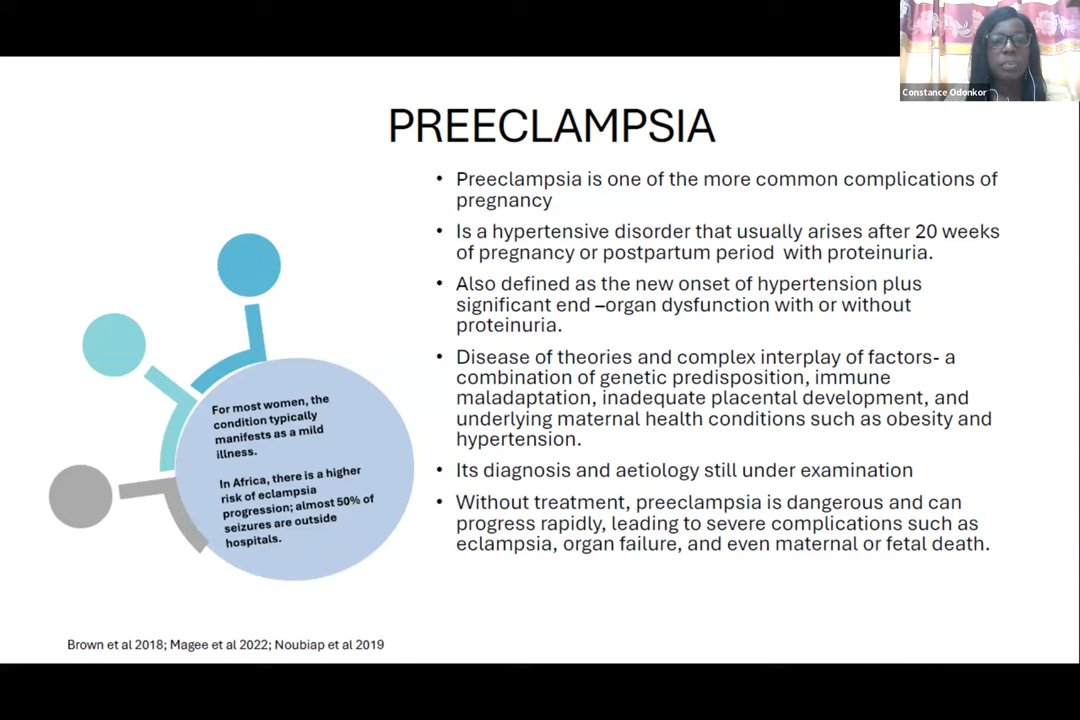 Constance Odonkor
PREECLAMPSIA
• Preeclampsia is one of the more common complications of
pregnancy
• Is a hypertensive disorder that usually arises after 20 weeks
of pregnancy or postpartum period with proteinuria.
• Also defined as the new onset of hypertension plus
significant end –organ dysfunction with or without
proteinuria.
• Disease of theories and complex interplay of factors- a
combination of genetic predisposition, immune
maladaptation, inadequate placental development, and
underlying maternal health conditions such as obesity and
hypertension.
• Its diagnosis and aetiology still under examination
• Without treatment, preeclampsia is dangerous and can
progress rapidly, leading to severe complications such as
eclampsia, organ failure, and even maternal or fetal death.
For most women, the
condition typically
manifests as a mild
illness.
In Africa, there is a higher
risk of eclampsia
progression; almost 50% of
seizures are outside
hospitals.
Brown et al 2018; Magee et al 2022; Noubiap et al 2019